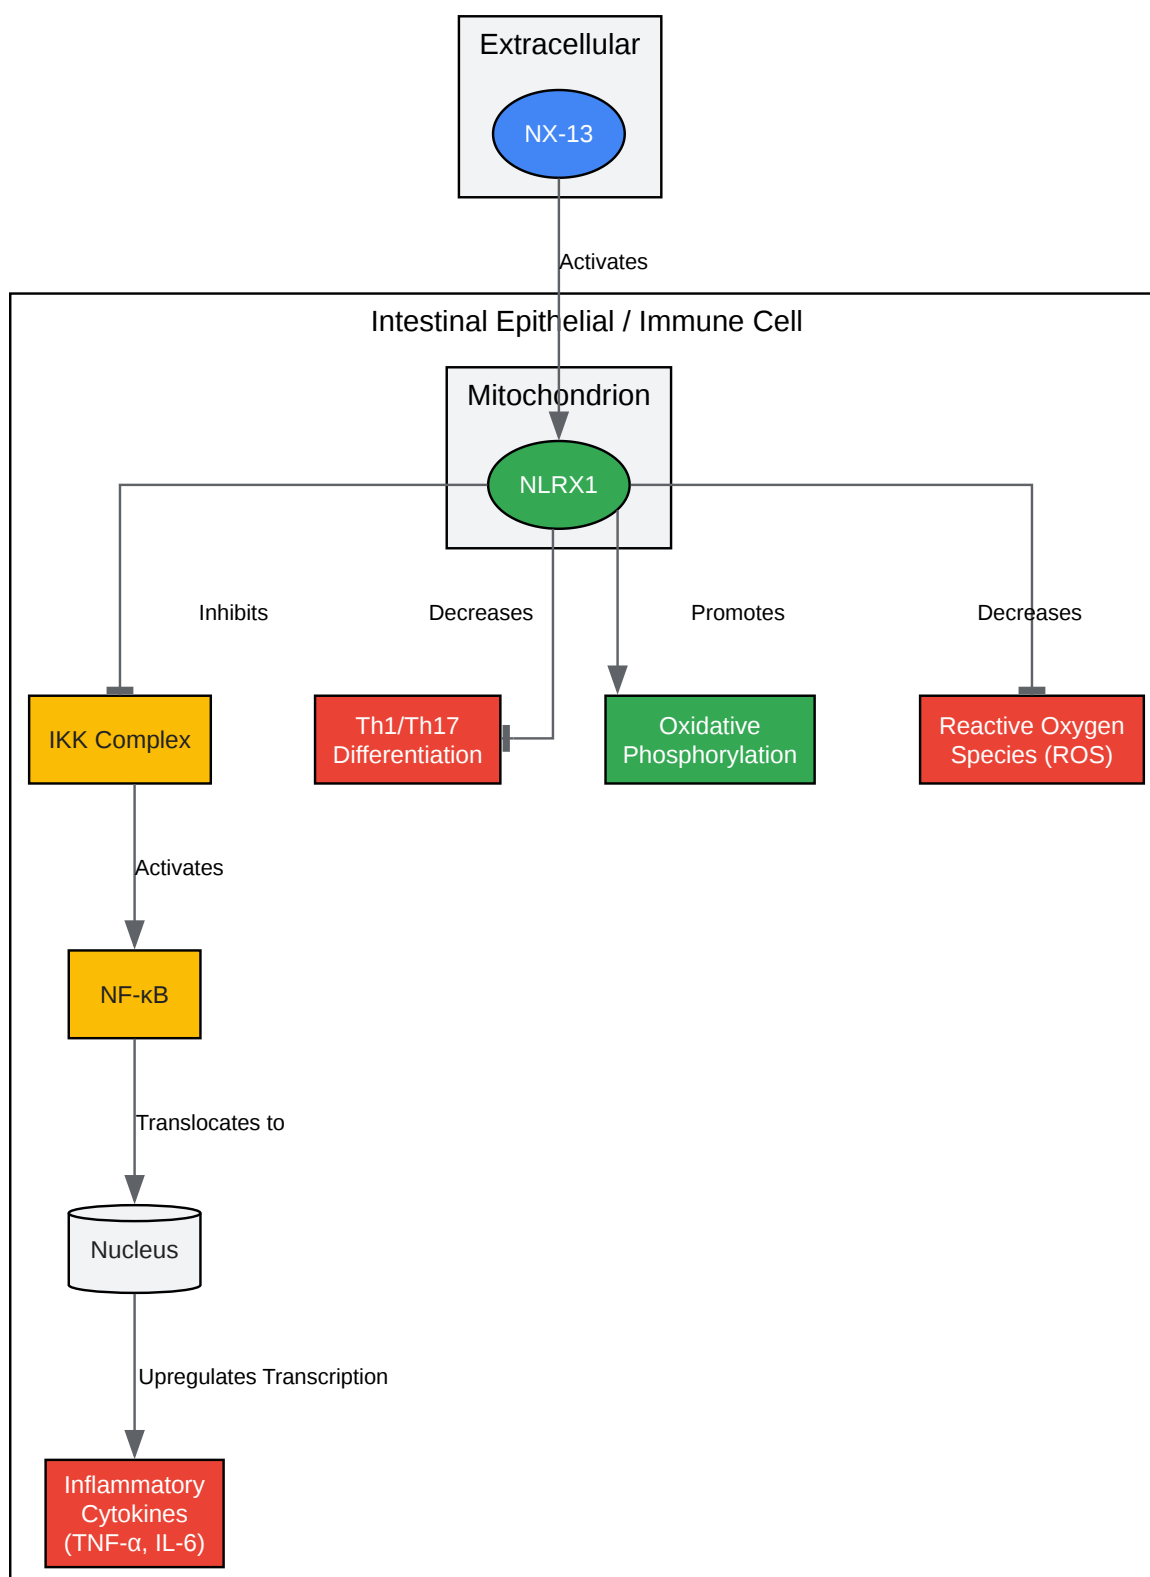 Extracellular
NX-13
Activates
Intestinal Epithelial / Immune Cell
Mitochondrion
NLRX1
Inhibits
Decreases
Promotes
Decreases
IKK Complex
Th1/Th17
Differentiation
Oxidative
Phosphorylation
Reactive Oxygen
Species (ROS)
Activates
NF-κB
Translocates to
Nucleus
Upregulates Transcription
Inflammatory
Cytokines
(TNF-α, IL-6)